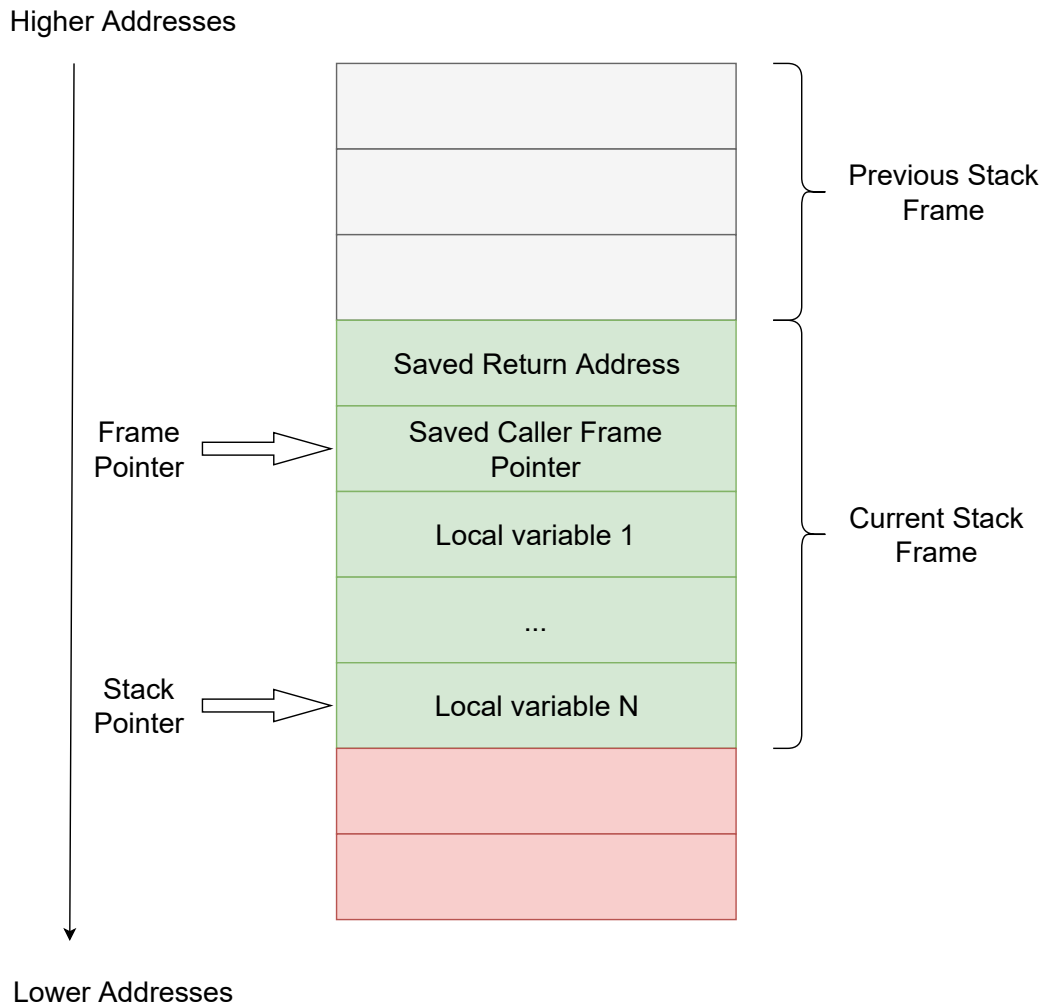 Higher Addresses
Previous Stack
Frame
Saved Return Address
Frame
Pointer
Saved Caller Frame
Pointer
Local variable 1
Current Stack
Frame
...
Stack
Pointer
Local variable N
Lower Addresses